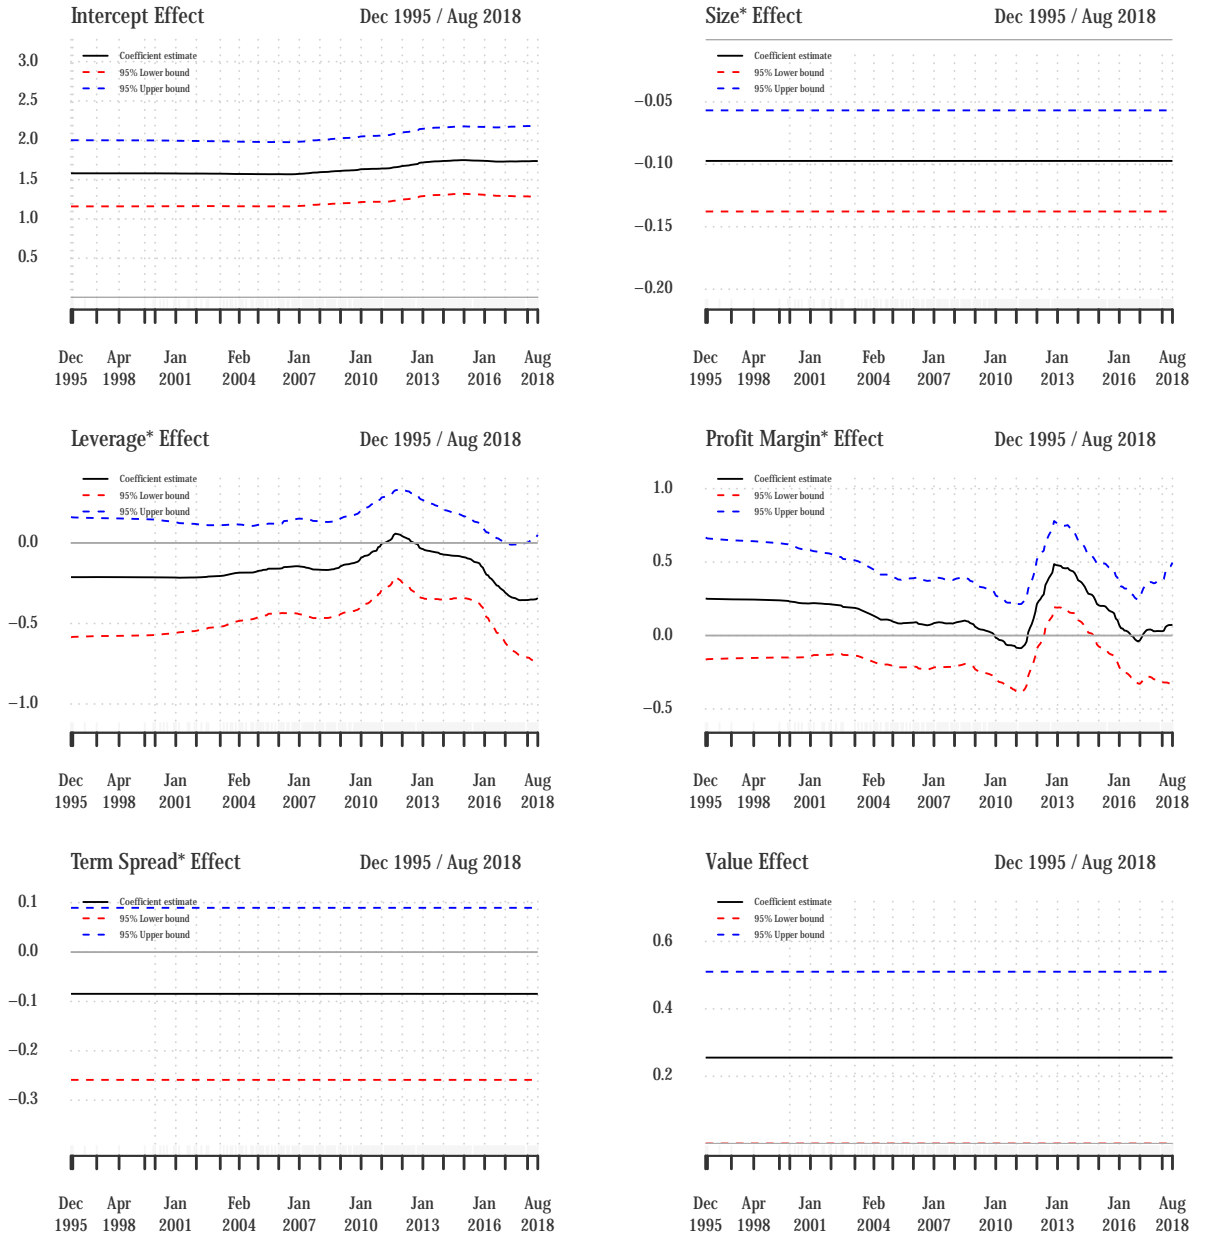 Intercept Effect Dec 1995 / Aug 2018
Coefficient estimate
95% Lower bound
95% Upper bound
3.0
2.5
2.0
1.5
1.0
0.5
Dec Apr Jan Feb Jan Jan Jan Jan Aug
1995 1998 2001 2004 2007 2010 2013 2016 2018
Size* Effect Dec 1995 / Aug 2018
Coefficient estimate
95% Lower bound
95% Upper bound
−0.05
−0.10
−0.15
−0.20
Dec Apr Jan Feb Jan Jan Jan Jan Aug
1995 1998 2001 2004 2007 2010 2013 2016 2018
Leverage* Effect Dec 1995 / Aug 2018
Coefficient estimate
95% Lower bound
95% Upper bound
0.0
−0.5
−1.0
Dec Apr Jan Feb Jan Jan Jan Jan Aug
1995 1998 2001 2004 2007 2010 2013 2016 2018
Profit Margin* Effect Dec 1995 / Aug 2018
Coefficient estimate
95% Lower bound
95% Upper bound
1.0
0.5
0.0
−0.5
Dec Apr Jan Feb Jan Jan Jan Jan Aug
1995 1998 2001 2004 2007 2010 2013 2016 2018
Term Spread* Effect Dec 1995 / Aug 2018
Coefficient estimate
95% Lower bound
95% Upper bound
0.1
0.0
−0.1
−0.2
−0.3
Dec Apr Jan Feb Jan Jan Jan Jan Aug
1995 1998 2001 2004 2007 2010 2013 2016 2018
Value Effect Dec 1995 / Aug 2018
Coefficient estimate
95% Lower bound
95% Upper bound
0.6
0.4
0.2
Dec Apr Jan Feb Jan Jan Jan Jan Aug
1995 1998 2001 2004 2007 2010 2013 2016 2018